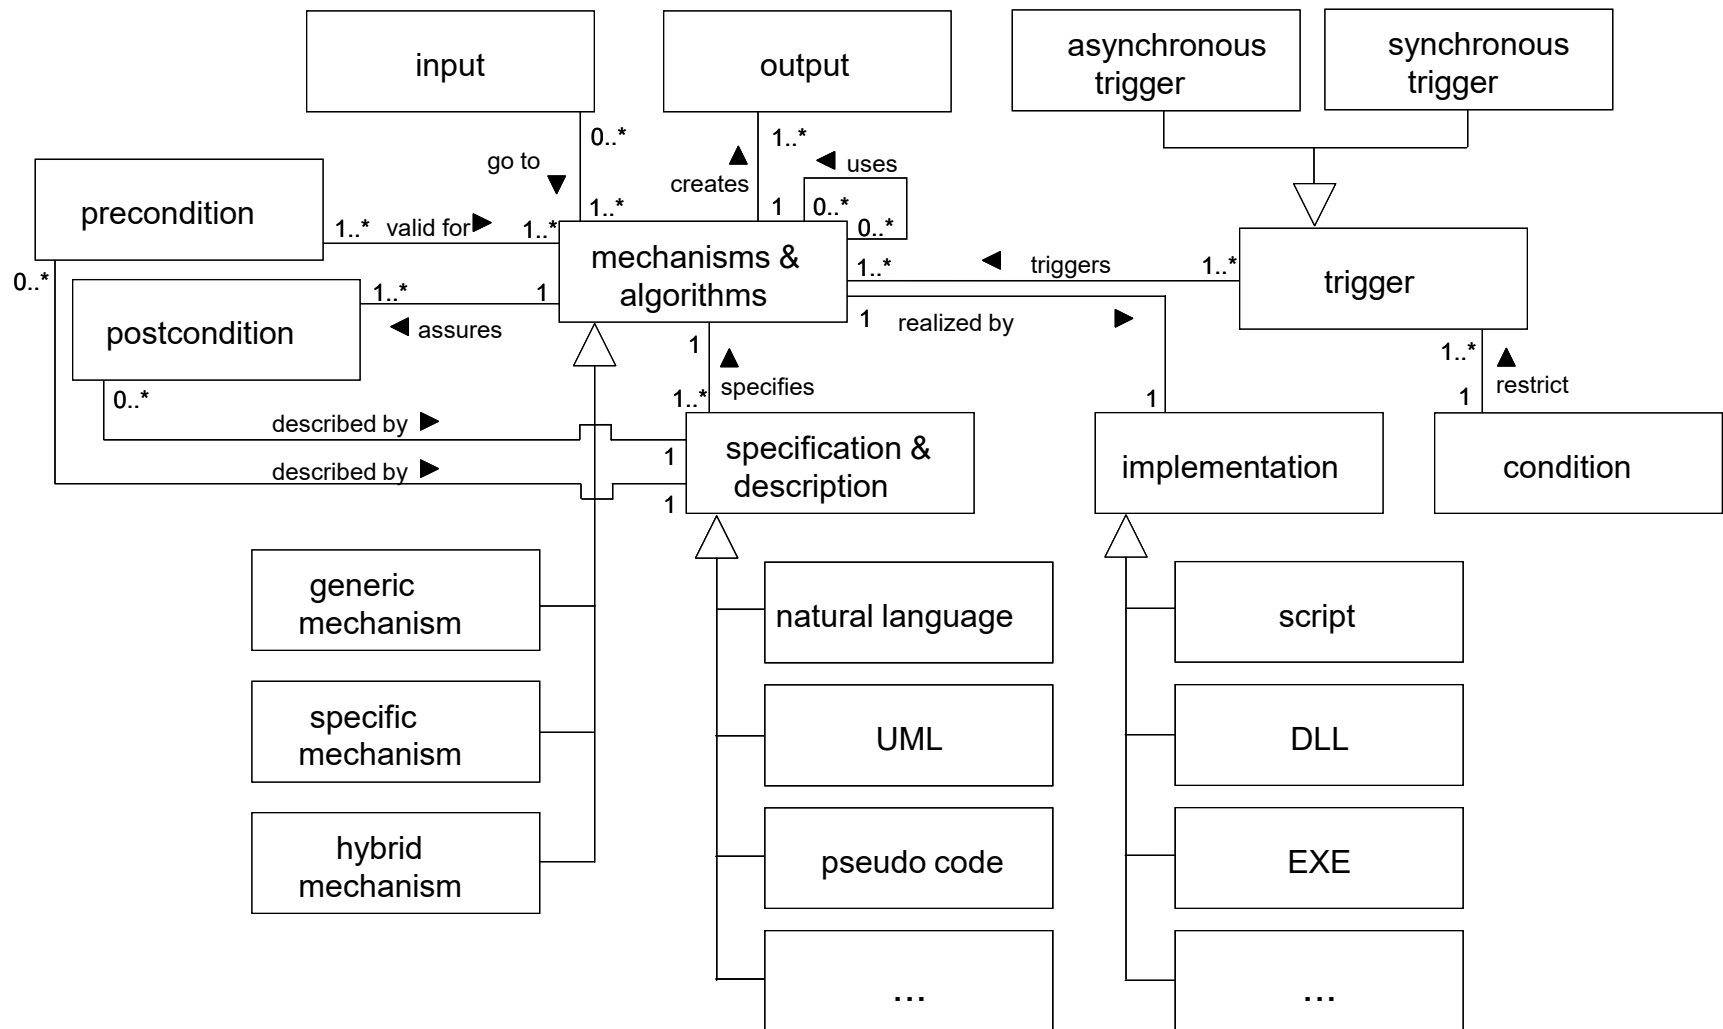 input
output
asynchronous
trigger
synchronous
trigger
0..*
1..*
go to
creates
uses
precondition
1..*
1
0..*
0..*
1..*
valid for
1..*
mechanisms &
algorithms
1..*
triggers
1..*
trigger
0..*
postcondition
1..*
1
assures
1
realized by
1
specifies
1..*
1..*
restrict
1
1
0..*
described by
1
described by
1
specification &
description
implementation
condition
generic
mechanism
natural language
script
specific
mechanism
UML
DLL
hybrid
mechanism
pseudo code
EXE
...
...